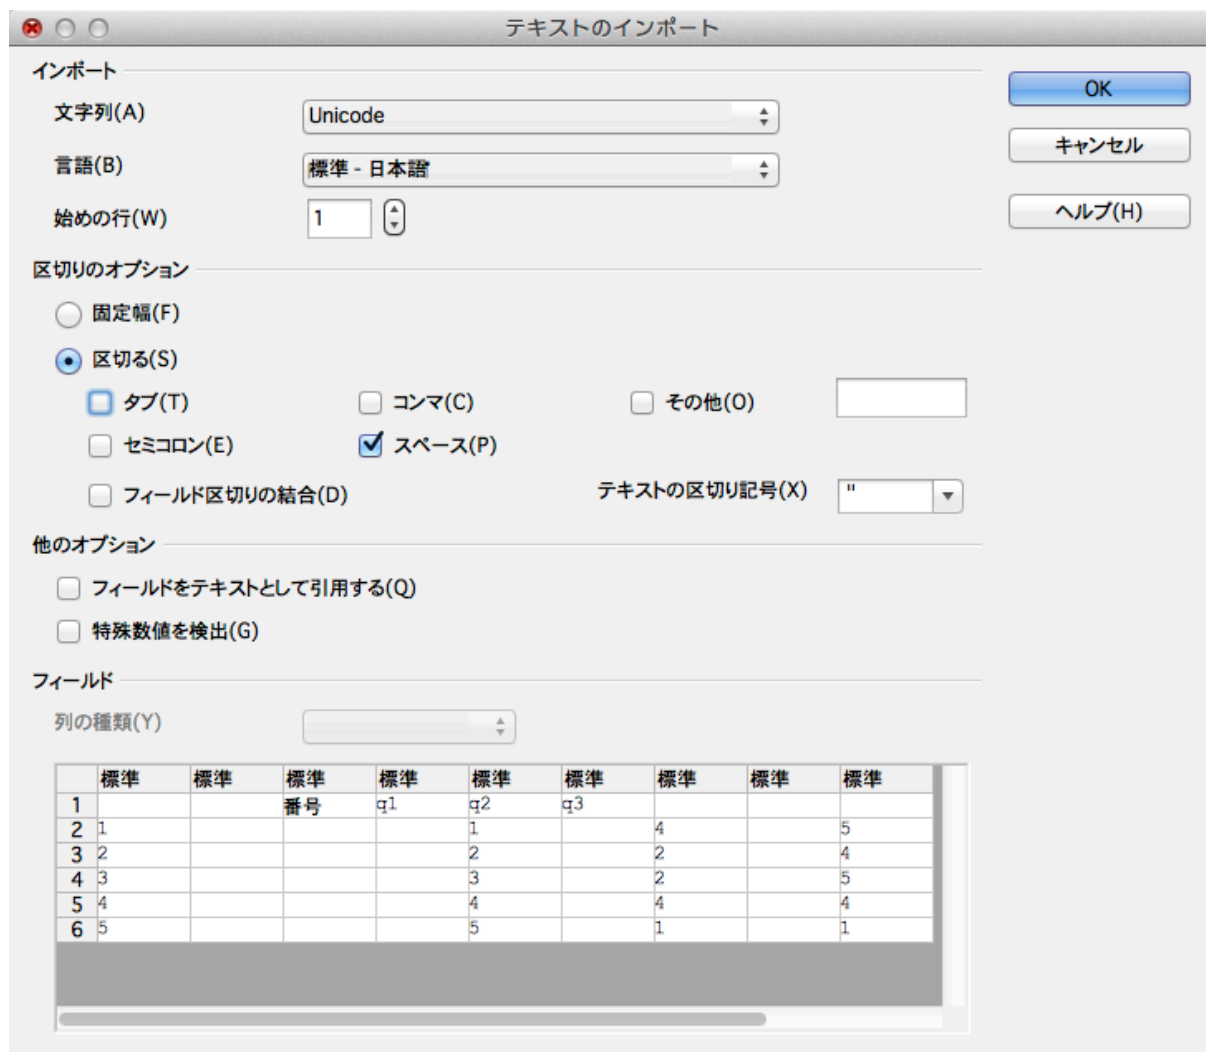 テキストのインポート
インポート
文字列(A) Unicode
言語(B) 標準 - 日本語
始めの行(W) 1
OK
キャンセル
ヘルプ(H)
区切りのオプション
固定幅(F)
区切る(S)
タブ(T) コンマ(C) その他(O)
セミコロン(E) スペース(P)
フィールド区切りの結合(D) テキストの区切り記号(X) "
他のオプション
フィールドをテキストとして引用する(Q)
特殊数値を検出(G)
フィールド
列の種類(Y)
標準 標準 標準 標準 標準 標準 標準 標準 標準
1 番号 q1 q2 q3
2 1 1 4 5
3 2 2 2 4
4 3 3 2 5
5 4 4 4 4
6 5 5 1 1